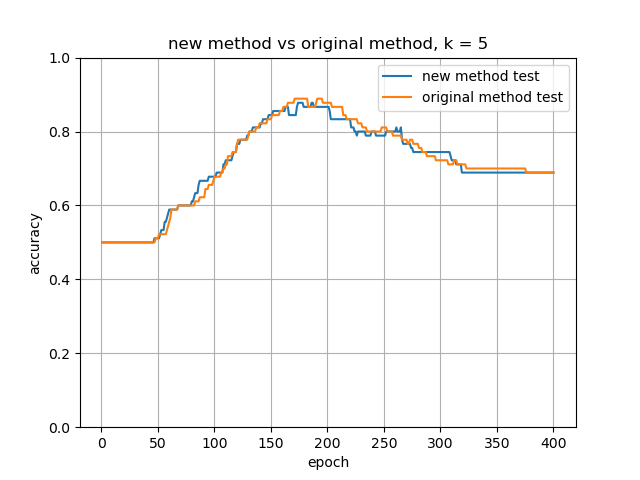 new method vs original method, k = 5
new method test
original method test
1.0
0.8
0.6
0.4
0.2
0.0
accuracy
0 50 100 150 200 250 300 350 400
epoch